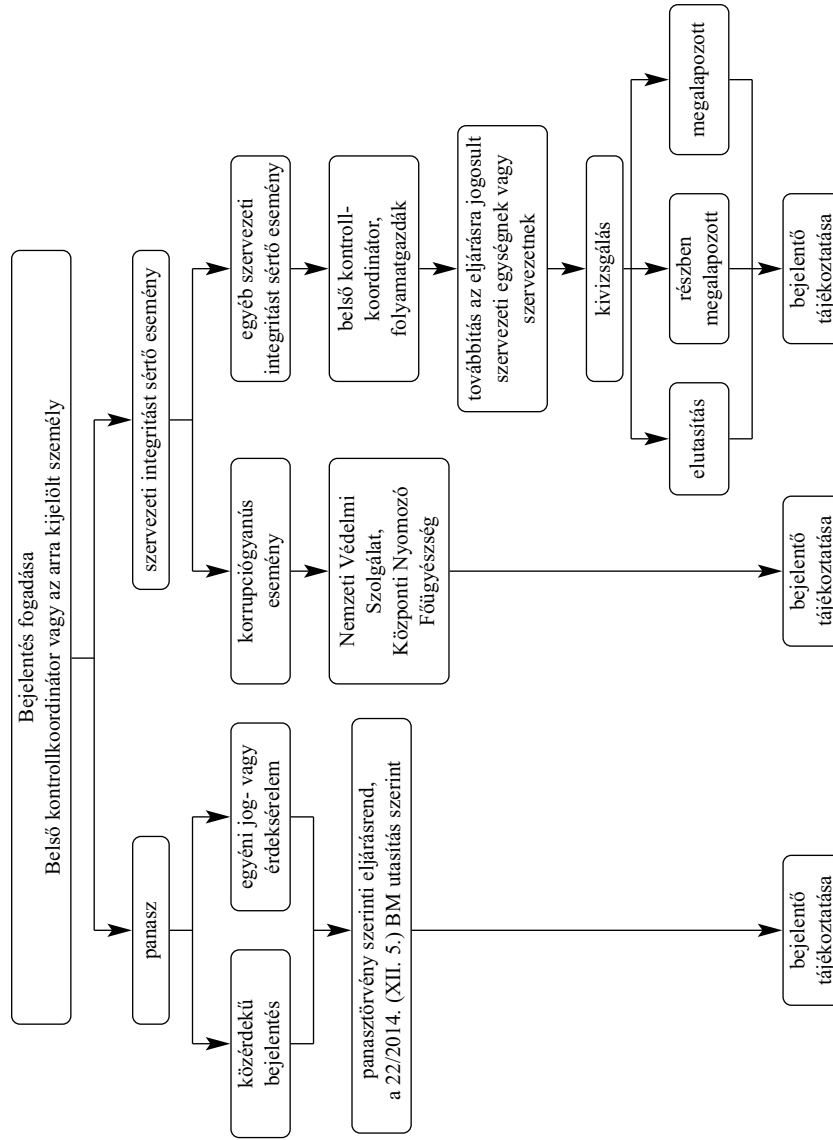 Bejelentés fogadása
Belső kontrollkoordinátor vagy az arra kijelölt személy
panasz
szervezeti integritást sértő esemény
közérdekű
bejelentés
egyéni jog- vagy
érdeksérelem
korrupciógyanús
esemény
egyéb szervezeti
integritást sértő esemény
panasztörvény szerinti eljárásrend,
a 22/2014. (XII. 5.) BM utasítás szerint
Nemzeti Védelmi
Szolgálat,
Központi Nyomozó
Főügyészség
belső kontroll-
koordinátor,
folyamatgazdák
továbbítás az eljárásra jogosult
szervezeti egységnek vagy
szervezetnek
kivizsgálás
elutasítás
részben
megalapozott
megalapozott
bejelentő
tájékoztatása
bejelentő
tájékoztatása
bejelentő
tájékoztatása